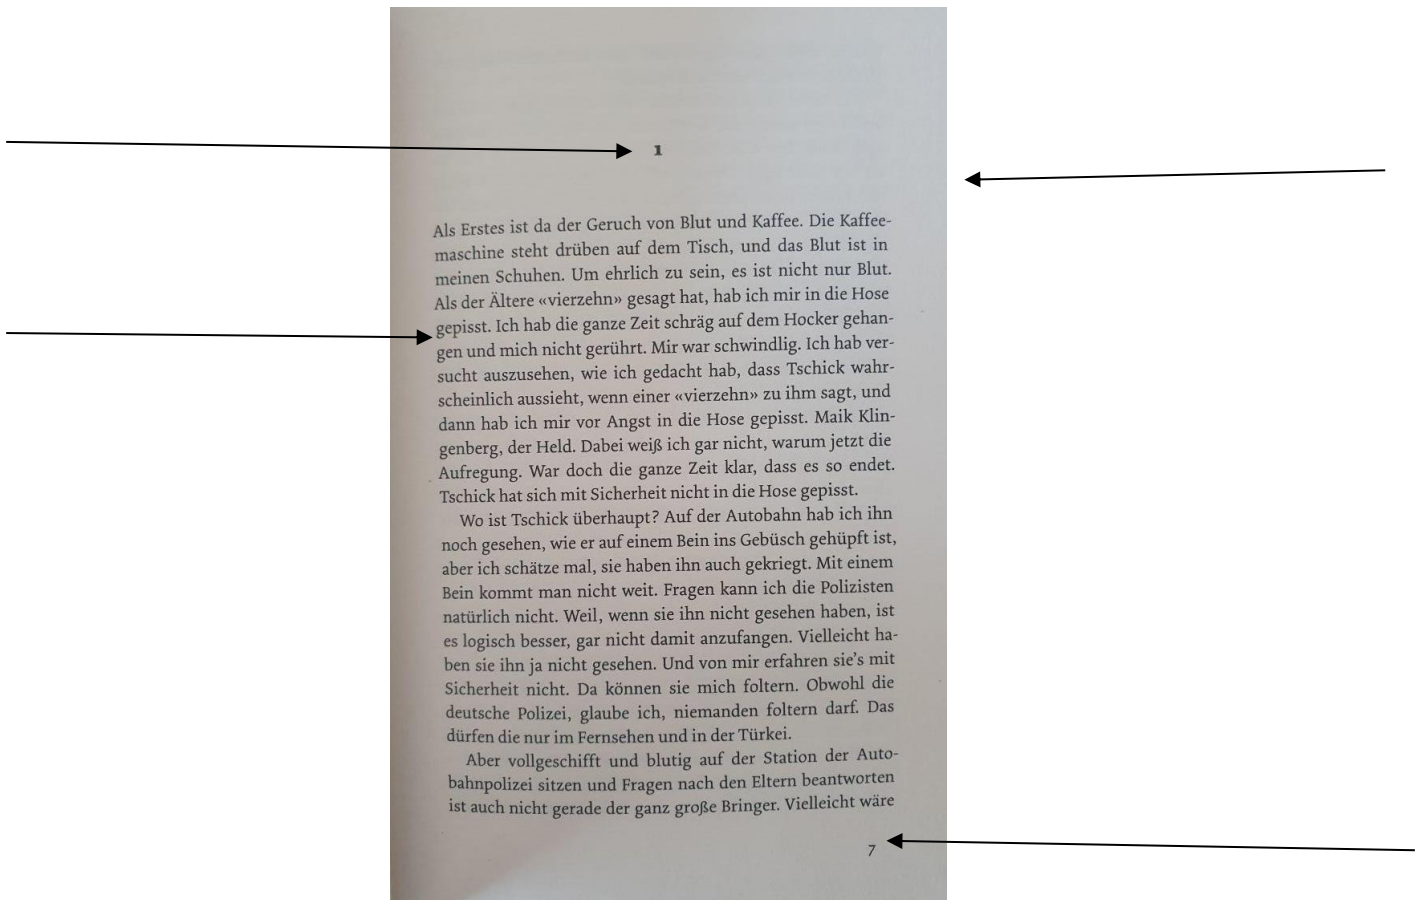 1
Als Erstes ist da der Geruch von Blut und Kaffee. Die Kaffee-
maschine steht drüben auf dem Tisch, und das Blut ist in
meinen Schuhen. Um ehrlich zu sein, es ist nicht nur Blut.
Als der Ältere «vierzehn» gesagt hat, hab ich mir in die Hose
gepisst. Ich hab die ganze Zeit schräg auf dem Hocker gehan-
gen und mich nicht gerührt. Mir war schwindlig. Ich hab ver-
sucht auszusehen, wie ich gedacht hab, dass Tschick wahr-
scheinlich aussieht, wenn einer «vierzehn» zu ihm sagt, und
dann hab ich mir vor Angst in die Hose gepisst. Maik Klin-
genberg, der Held. Dabei weiß ich gar nicht, warum jetzt die
Aufregung. War doch die ganze Zeit klar, dass es so endet.
Tschick hat sich mit Sicherheit nicht in die Hose gepisst.
Wo ist Tschick überhaupt? Auf der Autobahn hab ich ihn
noch gesehen, wie er auf einem Bein ins Gebüsch gehüpft ist,
aber ich schätze mal, sie haben ihn auch gekriegt. Mit einem
Bein kommt man nicht weit. Fragen kann ich die Polizisten
natürlich nicht. Weil, wenn sie ihn nicht gesehen haben, ist
es logisch besser, gar nicht damit anzufangen. Vielleicht ha-
ben sie ihn ja nicht gesehen. Und von mir erfahren sie's mit
Sicherheit nicht. Da können sie mich foltern. Obwohl die
deutsche Polizei, glaube ich, niemanden foltern darf. Das
dürfen die nur im Fernsehen und in der Türkei.
Aber vollgeschifft und blutig auf der Station der Auto-
bahnpolizei sitzen und Fragen nach den Eltern beantworten
ist auch nicht gerade der ganz große Bringer. Vielleicht wäre
7